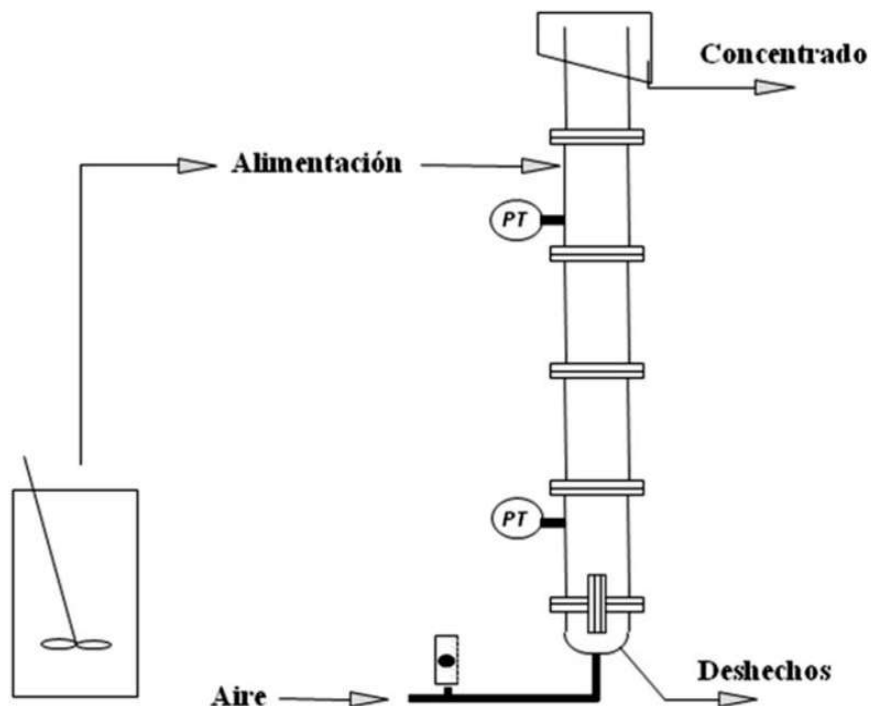 Concentrado
Alimentación
PT
PT
Aire
Deshechos